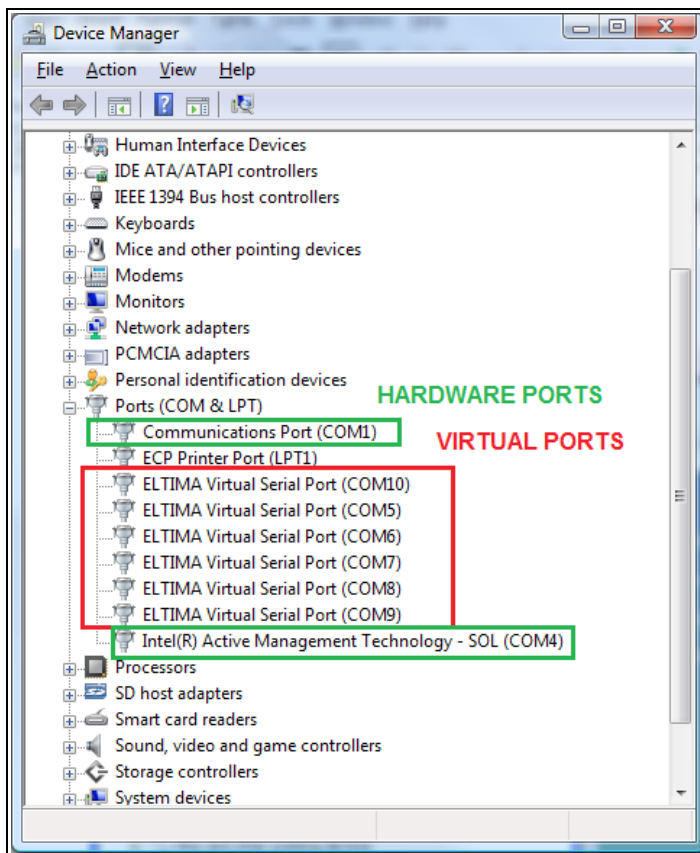 Device Manager
File Action View Help
Human Interface Devices
IDE ATA/ATAPI controllers
IEEE 1394 Bus host controllers
Keyboards
Mice and other pointing devices
Modems
Monitors
Network adapters
PCMCIA adapters
Personal identification devices
HARDWARE PORTS
Ports (COM & LPT)
Communications Port (COM1)
VIRTUAL PORTS
ECP Printer Port (LPT1)
ELTIMA Virtual Serial Port (COM10)
ELTIMA Virtual Serial Port (COM5)
ELTIMA Virtual Serial Port (COM6)
ELTIMA Virtual Serial Port (COM7)
ELTIMA Virtual Serial Port (COM8)
ELTIMA Virtual Serial Port (COM9)
Intel(R) Active Management Technology - SOL (COM4)
Processors
SD host adapters
Smart card readers
Sound, video and game controllers
Storage controllers
System devices